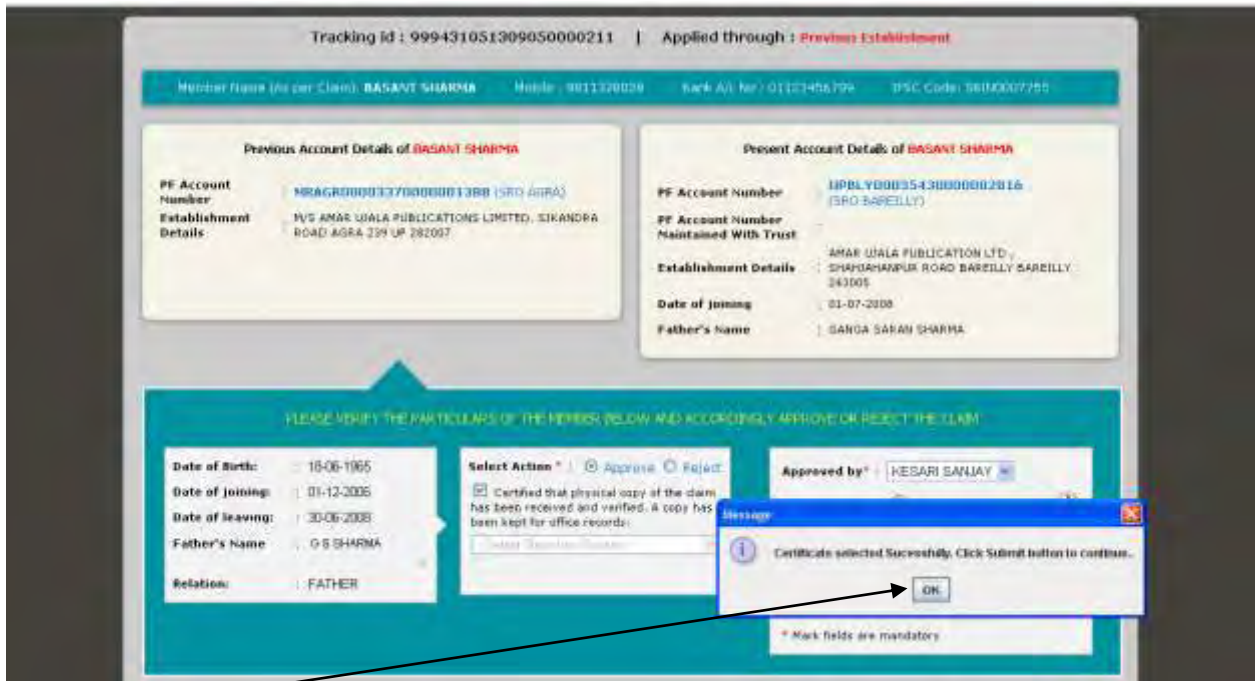 Tracking id : 999431051309050000211 | Applied through : Previous Establishment
Member Name (As per Claim): BASANT SHARMA Mobile : Bank A/c No : IFSC Code:
Previous Account Details of BASANT SHARMA
PF Account Number : (SRO AGRA)
Establishment Details : M/S AMAR UJALA PUBLICATIONS LIMITED, SIKANDRA
ROAD AGRA 239 UP 282007
Present Account Details of BASANT SHARMA
PF Account Number : UPBLY0035430000002816
(SRO BAREILLY)
PF Account Number
Maintained With Trust : -
Establishment Details : AMAR UJALA PUBLICATION LTD.,
SHAHJAHANPUR ROAD BAREILLY BAREILLY
243005
Date of Joining : 01-07-2008
Father's Name : GANGA SARAN SHARMA
PLEASE VERIFY THE PARTICULARS OF THE MEMBER BELOW AND ACCORDINGLY APPROVE OR REJECT THE CLAIM
Date of Birth: : 16-06-1965
Date of Joining: : 01-12-2006
Date of leaving: : 30-06-2008
Father's Name : G S SHARMA
Relation: : FATHER
Select Action * : Approve Reject
Certified that physical copy of the claim
has been received and verified. A copy has
been kept for office records.
Approved by* : KESARI SANJAY
Message
Certificate selected Sucessfully. Click Submit button to continue..
OK
* Mark fields are mandatory